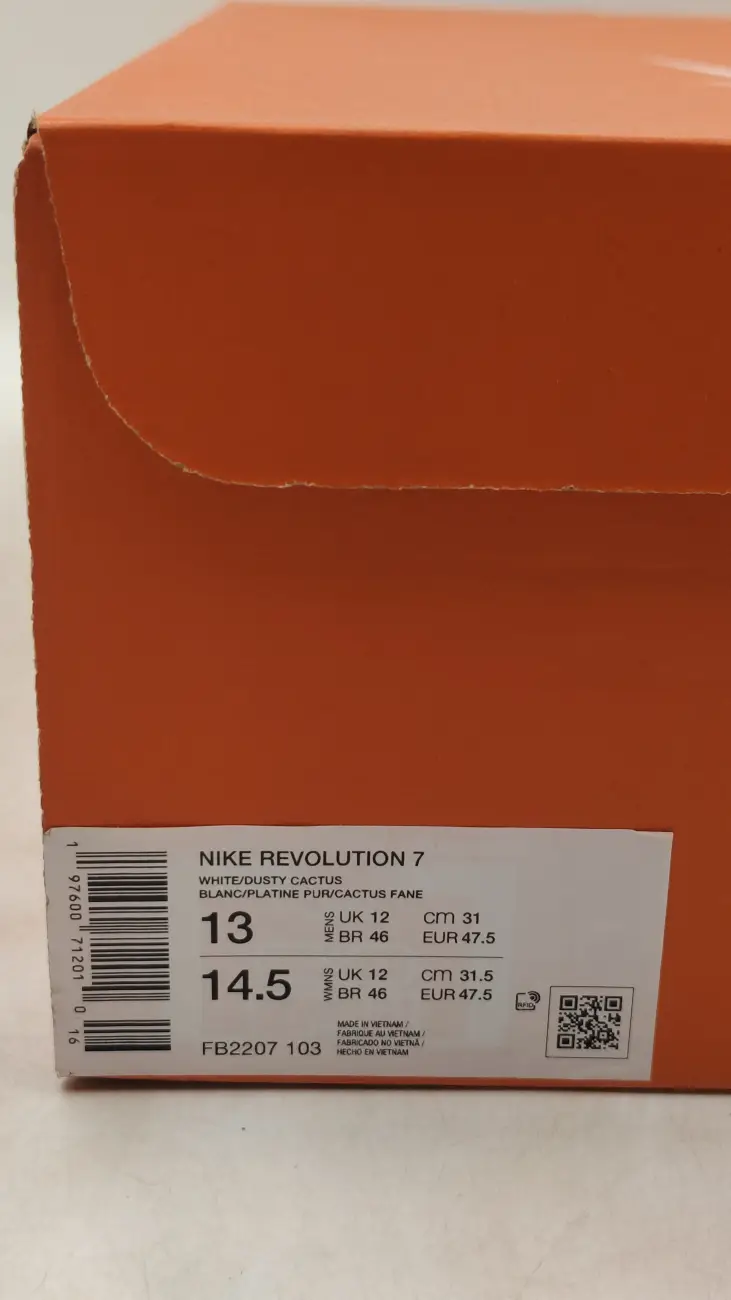 NIKE REVOLUTION 7
WHITE/DUSTY CACTUS
BLANC/PLATINE PUR/CACTUS FANE
13 MENS UK 12 cm 31
BR 46 EUR 47.5
14.5 WMNS UK 12 cm 31.5
BR 46 EUR 47.5
FB2207 103
MADE IN VIETNAM /
FABRIQUE AU VIETNAM /
FABRICADO NO VIETNÃ /
HECHO EN VIETNAM
RFID
1 97600 71201 0 16